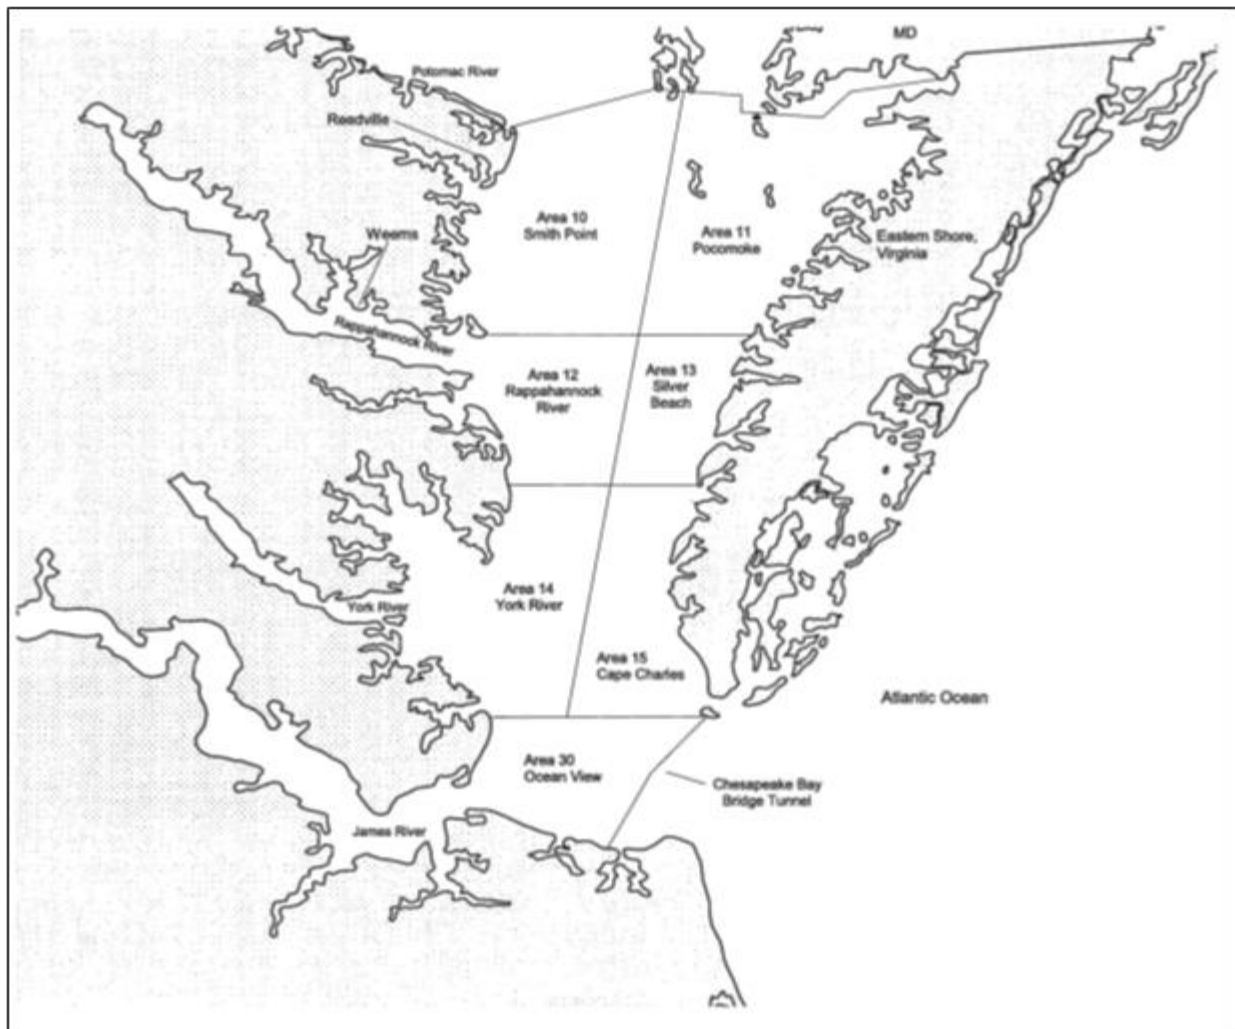 MD
Potomac River
Reedville
Area 10
Smith Point
Weems
Area 11
Pocomoke
Eastern Shore,
Virginia
Rappahannock River
Area 12
Rappahannock
River
Area 13
Silver
Beach
Area 14
York River
York River
Area 15
Cape Charles
Atlantic Ocean
Area 30
Ocean View
Chesapeake Bay
Bridge Tunnel
James River